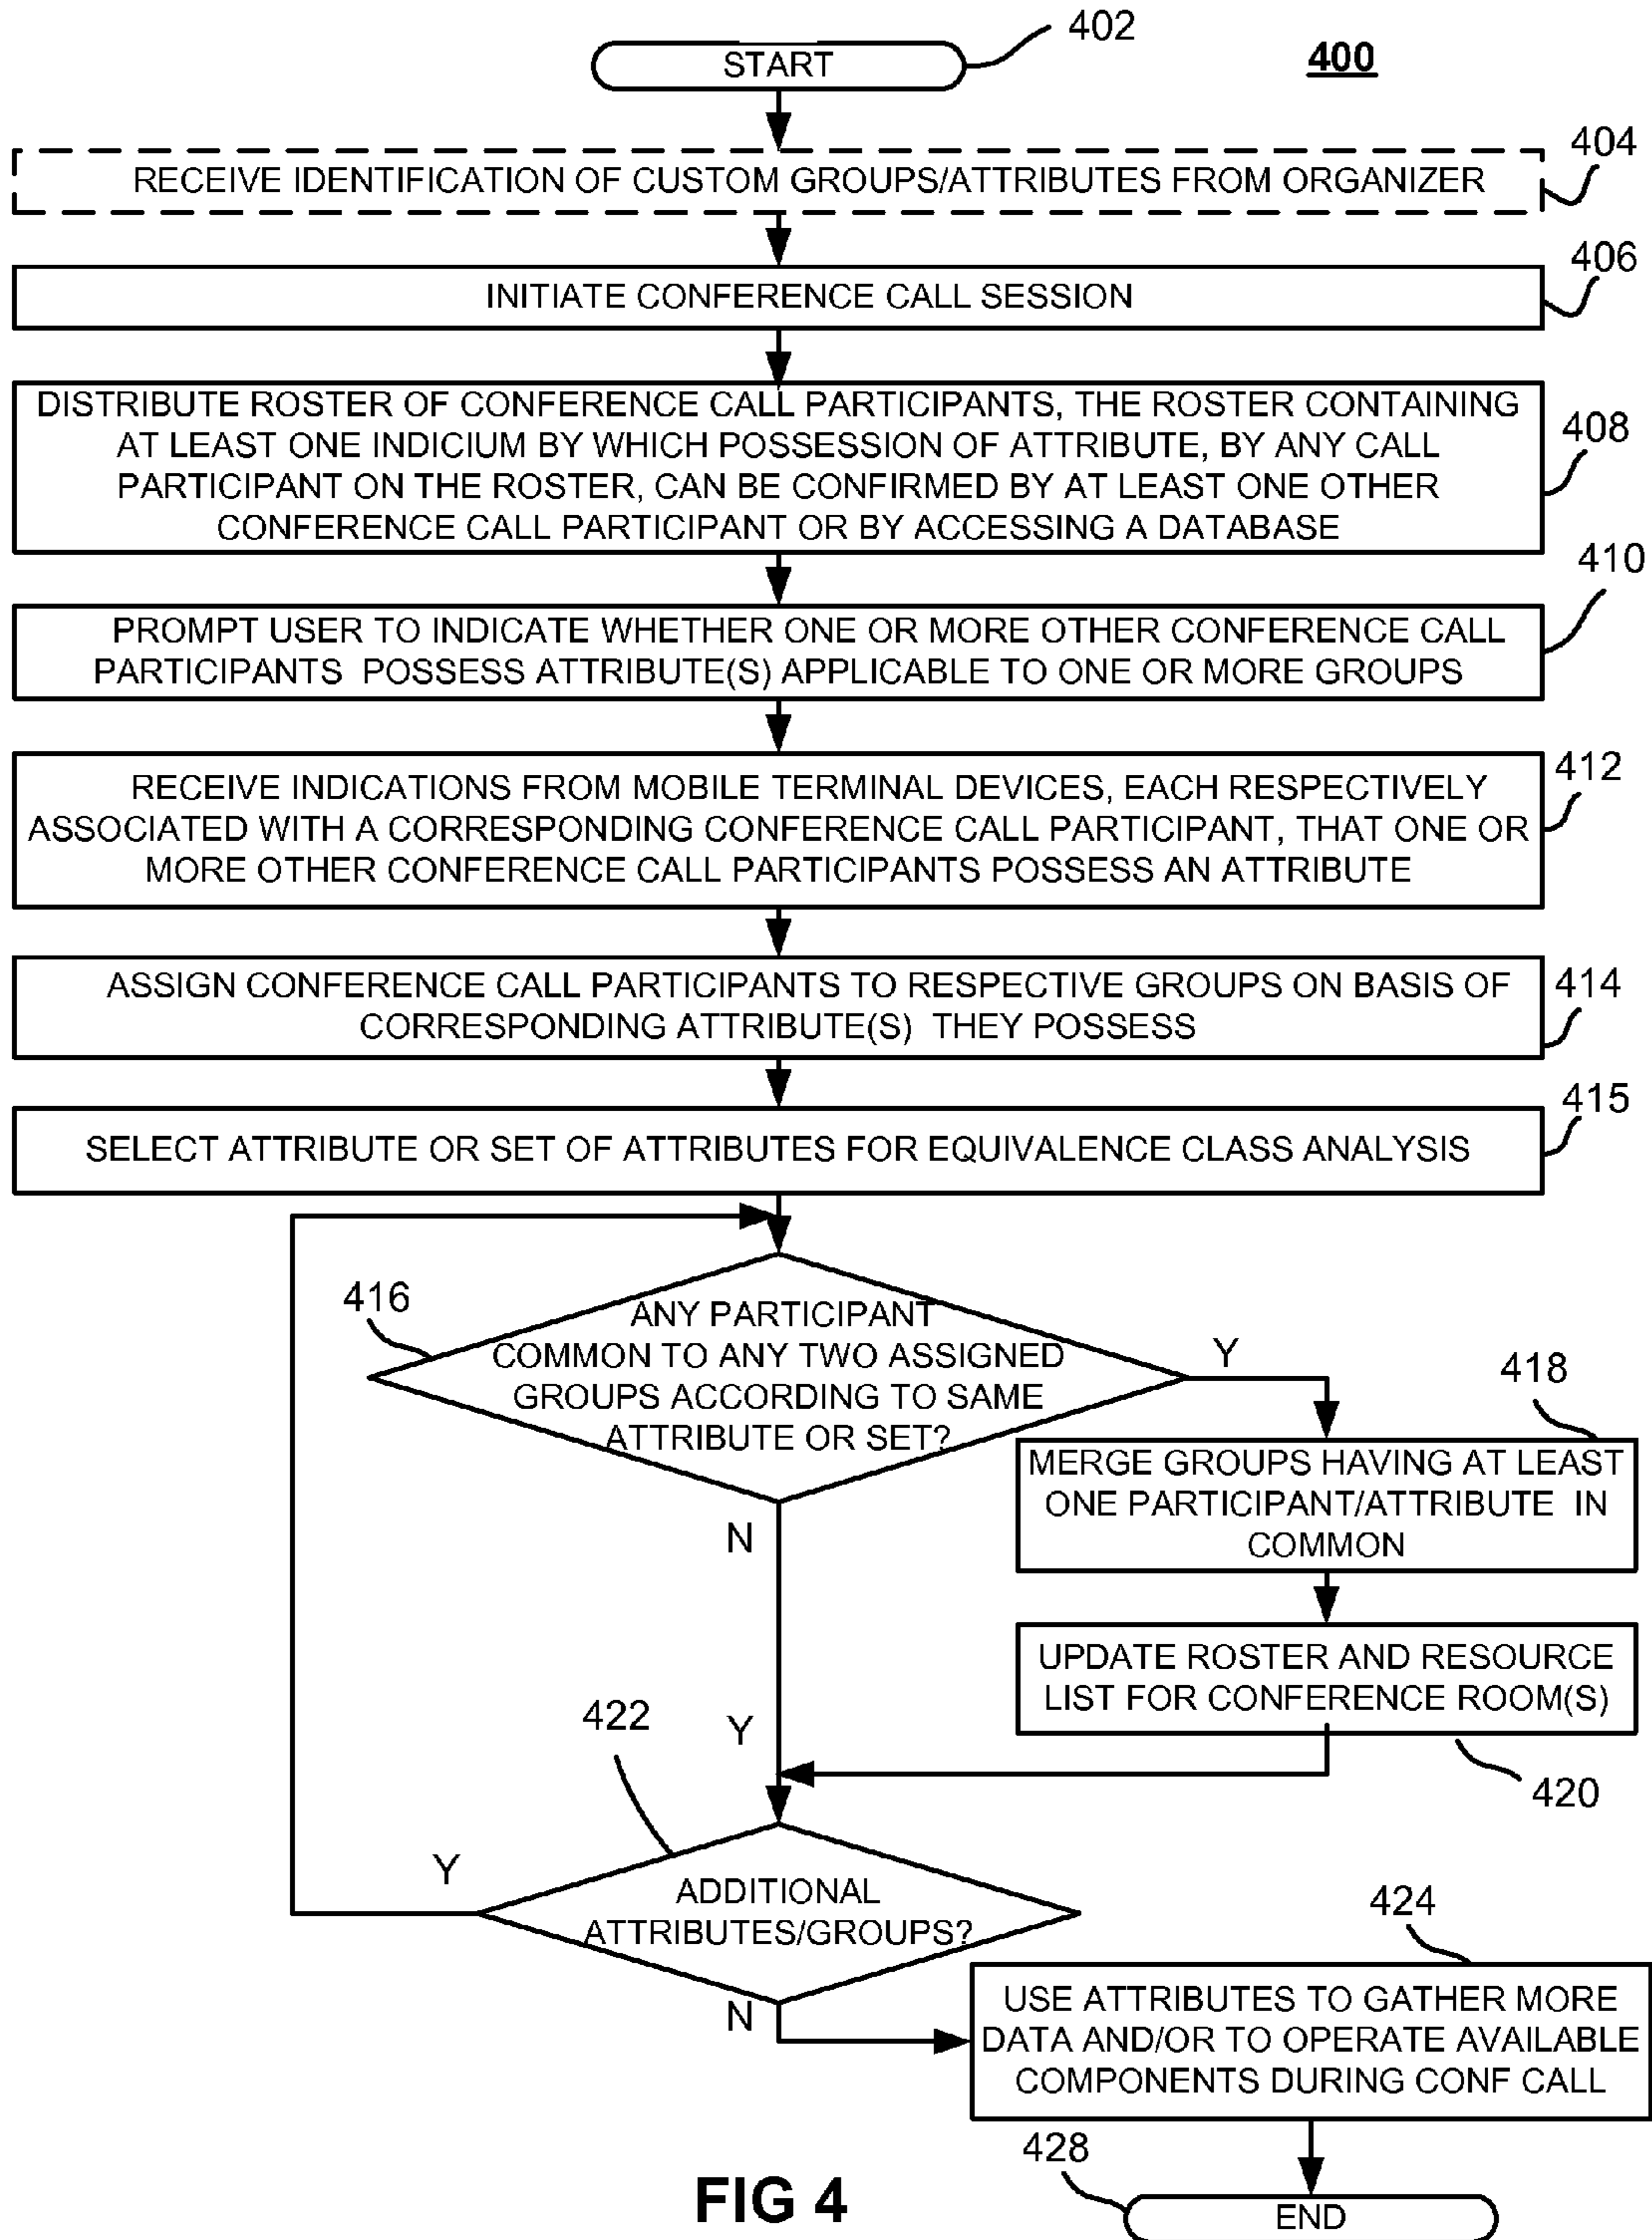 402
START
400
404
RECEIVE IDENTIFICATION OF CUSTOM GROUPS/ATTRIBUTES FROM ORGANIZER
406
INITIATE CONFERENCE CALL SESSION
DISTRIBUTE ROSTER OF CONFERENCE CALL PARTICIPANTS, THE ROSTER CONTAINING
AT LEAST ONE INDICIUM BY WHICH POSSESSION OF ATTRIBUTE, BY ANY CALL
PARTICIPANT ON THE ROSTER, CAN BE CONFIRMED BY AT LEAST ONE OTHER
CONFERENCE CALL PARTICIPANT OR BY ACCESSING A DATABASE
408
410
PROMPT USER TO INDICATE WHETHER ONE OR MORE OTHER CONFERENCE CALL
PARTICIPANTS POSSESS ATTRIBUTE(S) APPLICABLE TO ONE OR MORE GROUPS
412
RECEIVE INDICATIONS FROM MOBILE TERMINAL DEVICES, EACH RESPECTIVELY
ASSOCIATED WITH A CORRESPONDING CONFERENCE CALL PARTICIPANT, THAT ONE OR
MORE OTHER CONFERENCE CALL PARTICIPANTS POSSESS AN ATTRIBUTE
414
ASSIGN CONFERENCE CALL PARTICIPANTS TO RESPECTIVE GROUPS ON BASIS OF
CORRESPONDING ATTRIBUTE(S) THEY POSSESS
415
SELECT ATTRIBUTE OR SET OF ATTRIBUTES FOR EQUIVALENCE CLASS ANALYSIS
416
ANY PARTICIPANT
COMMON TO ANY TWO ASSIGNED
GROUPS ACCORDING TO SAME
ATTRIBUTE OR SET?
Y
418
MERGE GROUPS HAVING AT LEAST
ONE PARTICIPANT/ATTRIBUTE IN
COMMON
N
UPDATE ROSTER AND RESOURCE
LIST FOR CONFERENCE ROOM(S)
422
Y
420
Y
ADDITIONAL
ATTRIBUTES/GROUPS?
424
N
USE ATTRIBUTES TO GATHER MORE
DATA AND/OR TO OPERATE AVAILABLE
COMPONENTS DURING CONF CALL
428
END
FIG 4